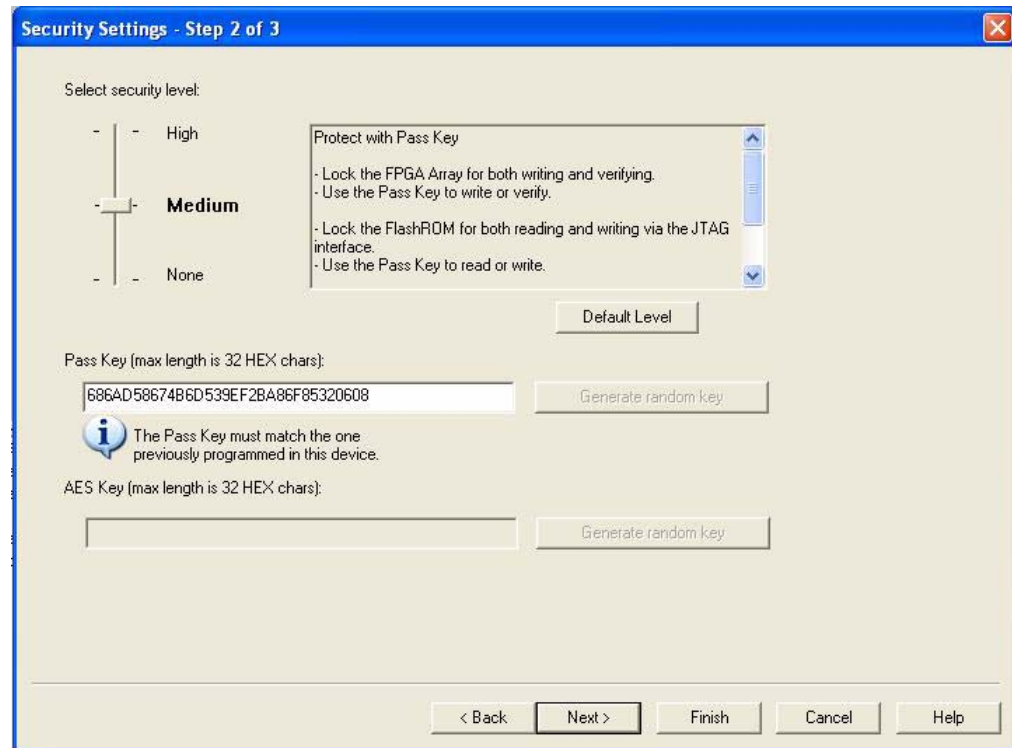 Security Settings - Step 2 of 3
Select security level:
High
Medium
None
Protect with Pass Key
- Lock the FPGA Array for both writing and verifying.
- Use the Pass Key to write or verify.
- Lock the FlashROM for both reading and writing via the JTAG
interface.
- Use the Pass Key to read or write.
Default Level
Pass Key (max length is 32 HEX chars):
686AD58674B6D539EF2BA86F85320608
Generate random key
The Pass Key must match the one
previously programmed in this device.
AES Key (max length is 32 HEX chars):
Generate random key
< Back
Next >
Finish
Cancel
Help